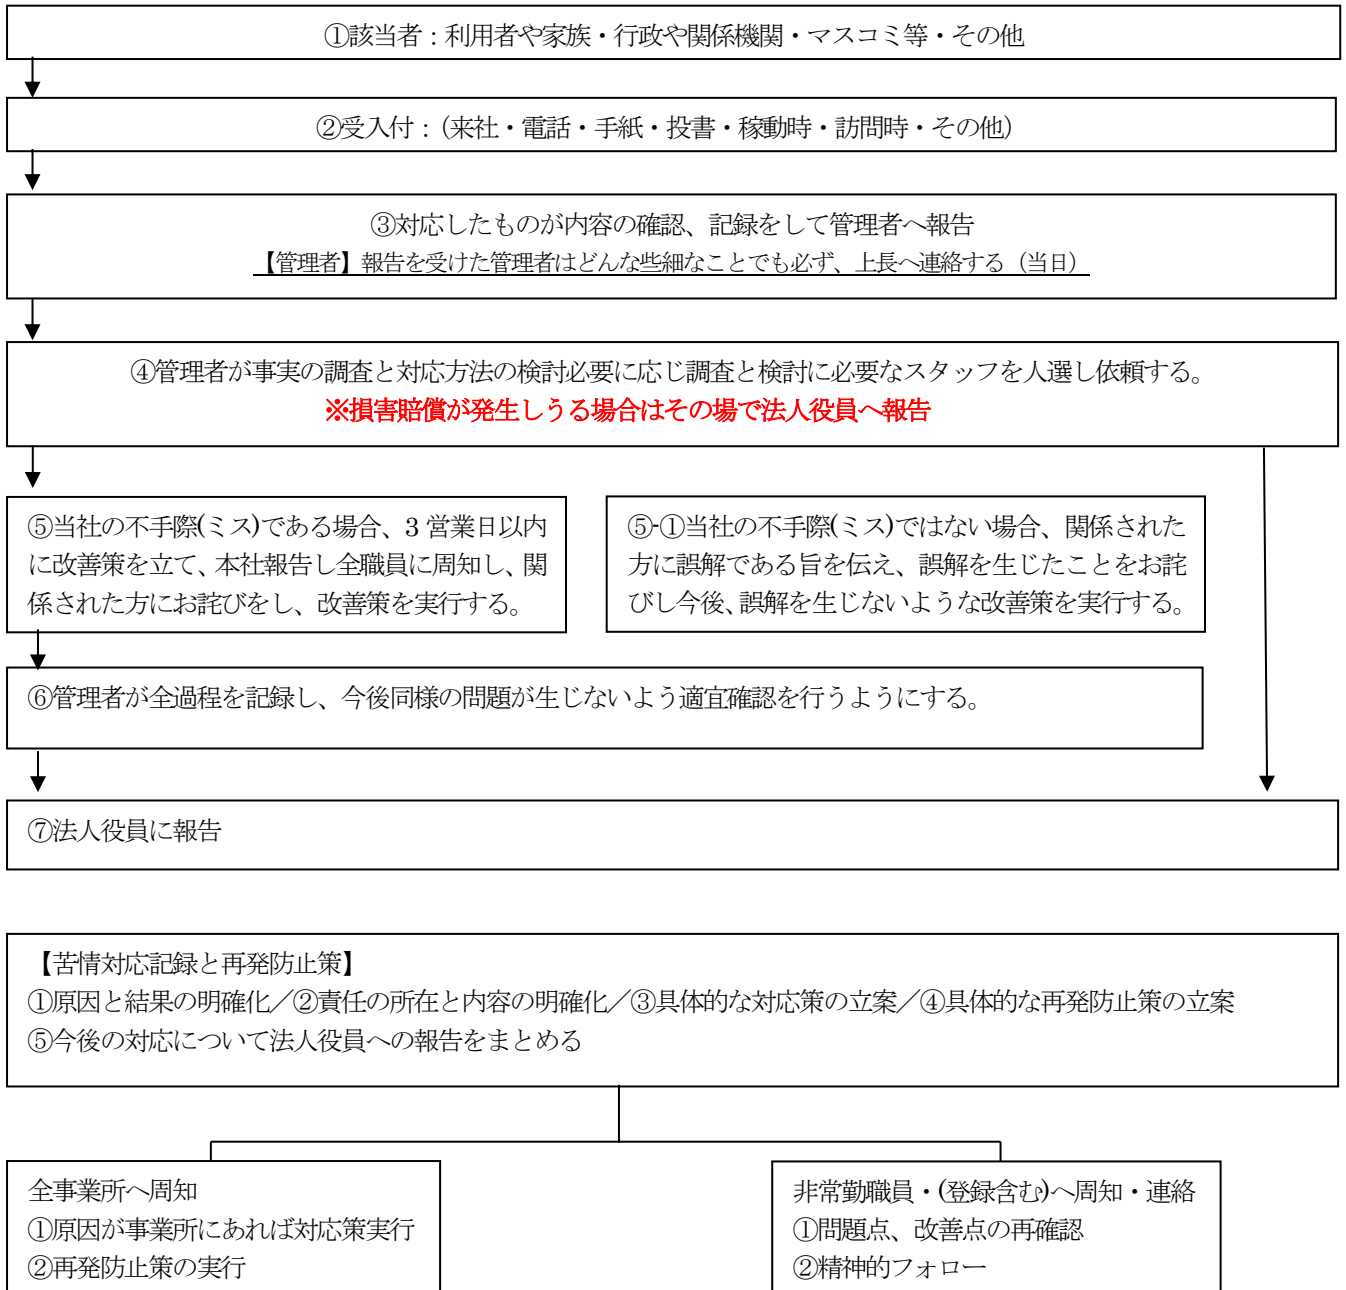 ①該当者：利用者や家族・行政や関係機関・マスコミ等・その他
②受入付：（来社・電話・手紙・投書・稼動時・訪問時・その他）
③対応したものが内容の確認、記録をして管理者へ報告
【管理者】報告を受けた管理者はどんな些細なことでも必ず、上長へ連絡する（当日）
④管理者が事実の調査と対応方法の検討必要に応じ調査と検討に必要なスタッフを人選し依頼する。
※損害賠償が発生しうる場合はその場で法人役員へ報告
⑤当社の不手際(ミス)である場合、3 営業日以内
に改善策を立て、本社報告し全職員に周知し、関
係された方にお詫びをし、改善策を実行する。
⑤-①当社の不手際(ミス)ではない場合、関係された
方に誤解である旨を伝え、誤解を生じたことをお詫
びし今後、誤解を生じないような改善策を実行する。
⑥管理者が全過程を記録し、今後同様の問題が生じないよう適宜確認を行うようにする。
⑦法人役員に報告
【苦情対応記録と再発防止策】
①原因と結果の明確化／②責任の所在と内容の明確化／③具体的な対応策の立案／④具体的な再発防止策の立案
⑤今後の対応について法人役員への報告をまとめる
全事業所へ周知
①原因が事業所にあれば対応策実行
②再発防止策の実行
非常勤職員・(登録含む)へ周知・連絡
①問題点、改善点の再確認
②精神的フォロー